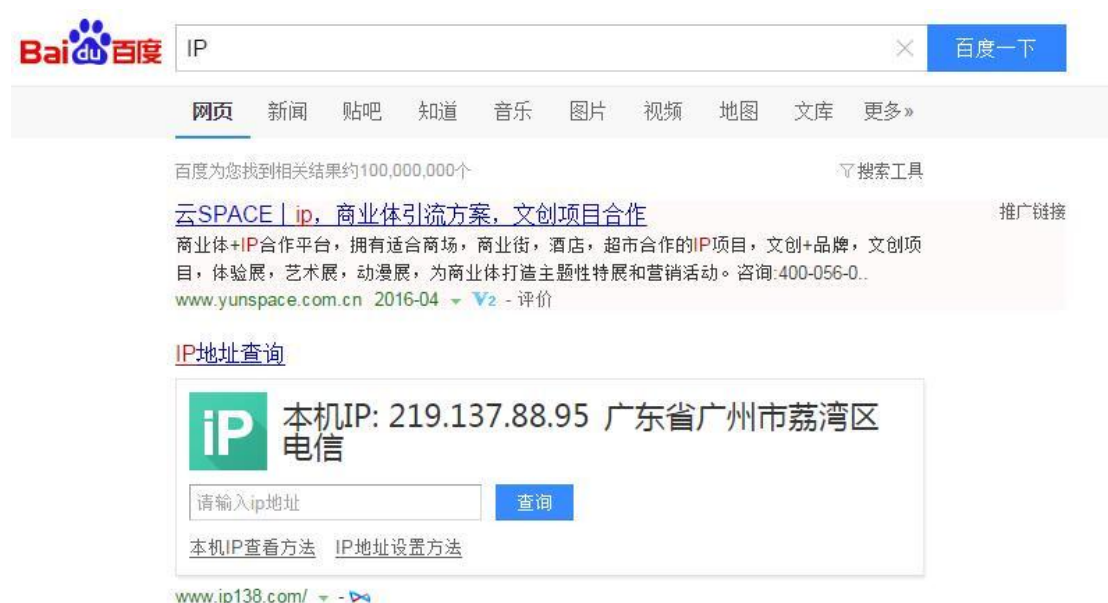 Bai du 百度 IP 百度一下
网页 新闻 贴吧 知道 音乐 图片 视频 地图 文库 更多»
百度为您找到相关结果约100,000,000个 搜索工具
云SPACE丨ip，商业体引流方案，文创项目合作 推广链接
商业体+IP合作平台，拥有适合商场，商业街，酒店，超市合作的IP项目，文创+品牌，文创项
目，体验展，艺术展，动漫展，为商业体打造主题性特展和营销活动。咨询:400-056-0..
www.yunspace.com.cn 2016-04 V2 - 评价
IP地址查询
iP 本机IP: 219.137.88.95 广东省广州市荔湾区
电信
请输入ip地址 查询
本机IP查看方法 IP地址设置方法
www.ip138.com/ -